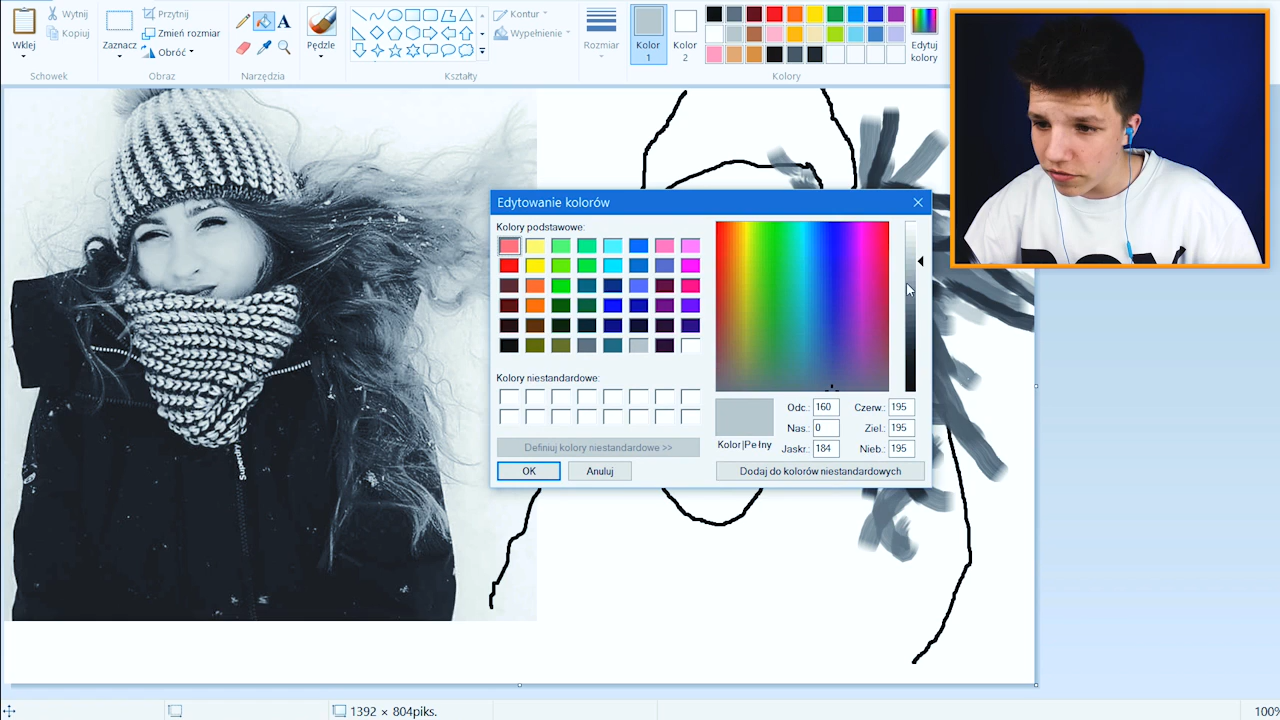 Wklej
Wytnij
Kopiuj
Schowek
Zaznacz
Przytnij
Zmień rozmiar
Obróć
Obraz
A
Narzędzia
Pędzle
Kształty
Kontur
Wypełnienie
Rozmiar
Kolor
1
Kolor
2
Kolory
Edytuj
kolory
Edytowanie kolorów
Kolory podstawowe:
Kolory niestandardowe:
Definiuj kolory niestandardowe >>
OK
Anuluj
Kolor|Pełny
Odc.: 160
Nas.: 0
Jaskr.: 184
Czerw.: 195
Ziel.: 195
Nieb.: 195
Dodaj do kolorów niestandardowych
1392 × 804piks.
100%